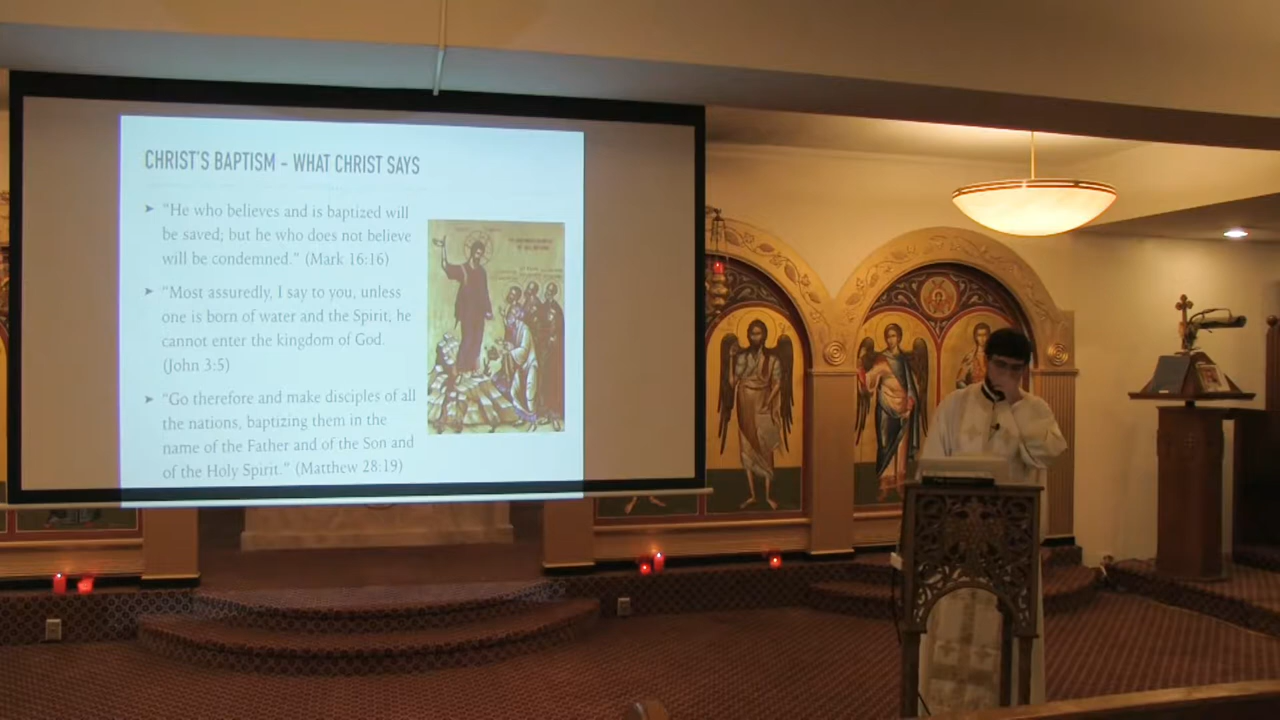 CHRIST'S BAPTISM - WHAT CHRIST SAYS
➤ “He who believes and is baptized will
be saved; but he who does not believe
will be condemned.” (Mark 16:16)
➤ “Most assuredly, I say to you, unless
one is born of water and the Spirit, he
cannot enter the kingdom of God.
(John 3:5)
➤ “Go therefore and make disciples of all
the nations, baptizing them in the
name of the Father and of the Son and
of the Holy Spirit.” (Matthew 28:19)